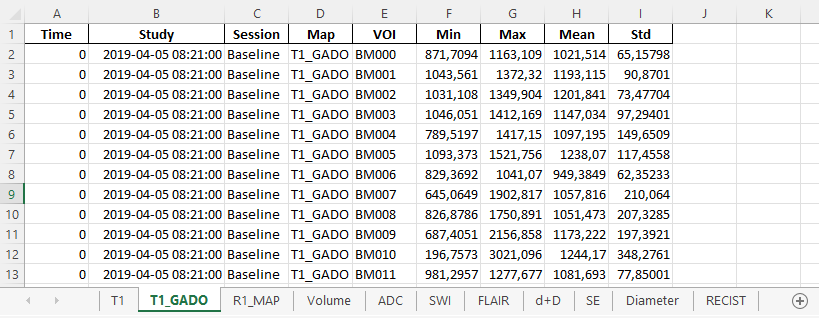 A B C D E F G H I J K
1 Time Study Session Map VOI Min Max Mean Std
2 0 2019-04-05 08:21:00 Baseline T1_GADO BM000 871,7094 1163,109 1021,514 65,15798
3 0 2019-04-05 08:21:00 Baseline T1_GADO BM001 1043,561 1372,32 1193,115 90,8701
4 0 2019-04-05 08:21:00 Baseline T1_GADO BM002 1031,108 1349,904 1201,841 73,47704
5 0 2019-04-05 08:21:00 Baseline T1_GADO BM003 1046,051 1412,169 1147,034 97,29401
6 0 2019-04-05 08:21:00 Baseline T1_GADO BM004 789,5197 1417,15 1097,195 149,6509
7 0 2019-04-05 08:21:00 Baseline T1_GADO BM005 1093,373 1521,756 1238,07 117,4558
8 0 2019-04-05 08:21:00 Baseline T1_GADO BM006 829,3692 1041,07 949,3849 62,35233
9 0 2019-04-05 08:21:00 Baseline T1_GADO BM007 645,0649 1902,817 1057,816 210,064
10 0 2019-04-05 08:21:00 Baseline T1_GADO BM008 826,8786 1750,891 1051,473 207,3285
11 0 2019-04-05 08:21:00 Baseline T1_GADO BM009 687,4051 2156,858 1173,222 197,3921
12 0 2019-04-05 08:21:00 Baseline T1_GADO BM010 196,7573 3021,096 1244,17 348,2761
13 0 2019-04-05 08:21:00 Baseline T1_GADO BM011 981,2957 1277,677 1081,693 77,85001
T1 T1_GADO R1_MAP Volume ADC SWI FLAIR d+D SE Diameter RECIST